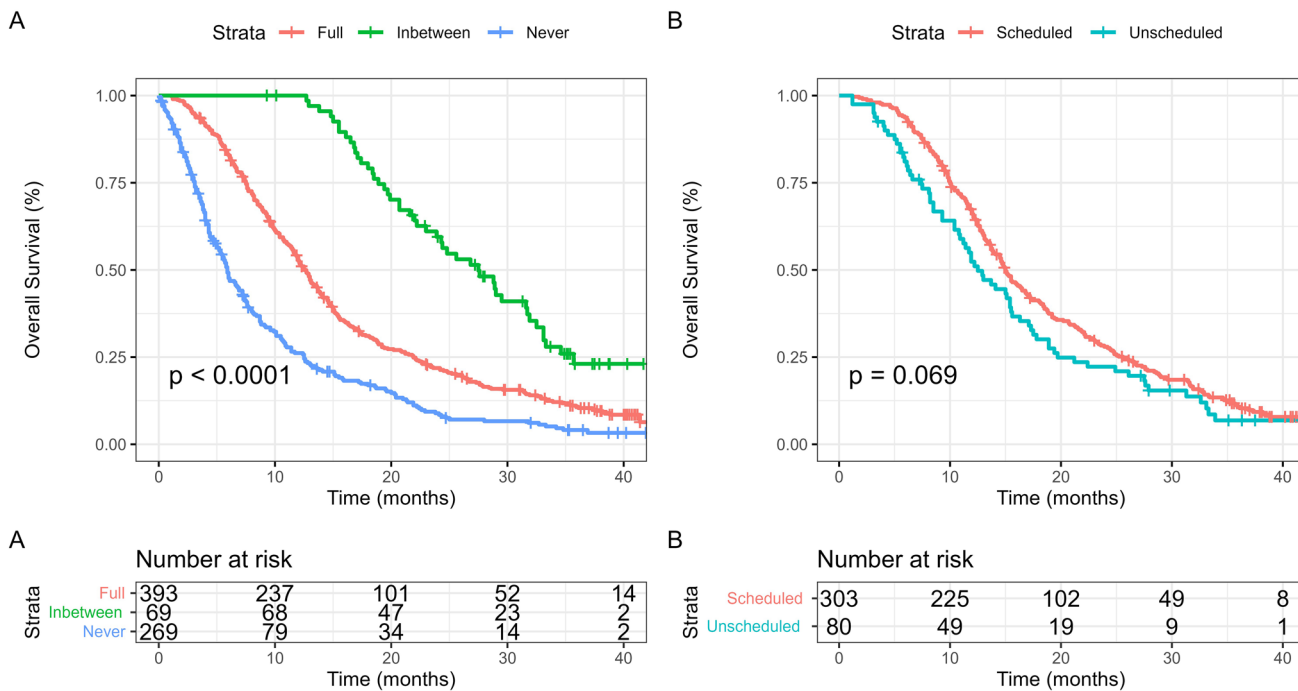 A
Strata Full Inbetween Never
Overall Survival (%)
1.00
0.75
0.50
0.25
0.00
p < 0.0001
0 10 20 30 40
Time (months)
B
Strata Scheduled Unscheduled
Overall Survival (%)
1.00
0.75
0.50
0.25
0.00
p = 0.069
0 10 20 30 40
Time (months)
A
Number at risk
Strata
Full 393 237 101 52 14
Inbetween 69 68 47 23 2
Never 269 79 34 14 2
0 10 20 30 40
Time (months)
B
Number at risk
Strata
Scheduled 303 225 102 49 8
Unscheduled 80 49 19 9 1
0 10 20 30 40
Time (months)